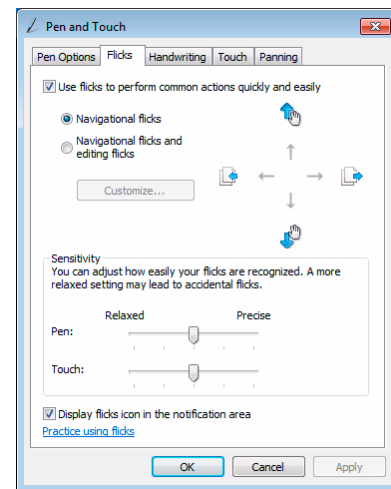 Pen and Touch
Pen Options Flicks Handwriting Touch Panning
Use flicks to perform common actions quickly and easily
Navigational flicks
Navigational flicks and
editing flicks
Customize...
Sensitivity
You can adjust how easily your flicks are recognized. A more
relaxed setting may lead to accidental flicks.
Relaxed Precise
Pen:
Touch:
Display flicks icon in the notification area
Practice using flicks
OK Cancel Apply